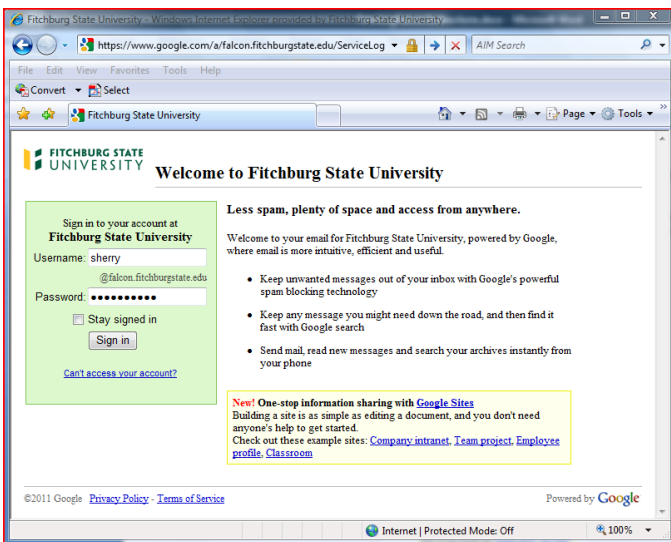 Fitchburg State University - Windows Internet Explorer provided by Fitchburg State University
https://www.google.com/a/falcon.fitchburgstate.edu/ServiceLog
AIM Search
File Edit View Favorites Tools Help
Convert Select
Fitchburg State University
Page Tools
FITCHBURG STATE
UNIVERSITY
Welcome to Fitchburg State University
Sign in to your account at
Fitchburg State University
Username: sherry
@falcon.fitchburgstate.edu
Password: ••••••••••
Stay signed in
Sign in
Can't access your account?
Less spam, plenty of space and access from anywhere.
Welcome to your email for Fitchburg State University, powered by Google,
where email is more intuitive, efficient and useful.
• Keep unwanted messages out of your inbox with Google's powerful
spam blocking technology
• Keep any message you might need down the road, and then find it
fast with Google search
• Send mail, read new messages and search your archives instantly from
your phone
New! One-stop information sharing with Google Sites
Building a site is as simple as editing a document, and you don't need
anyone's help to get started.
Check out these example sites: Company intranet, Team project, Employee
profile, Classroom
©2011 Google Privacy Policy - Terms of Service
Powered by Google
Internet | Protected Mode: Off
100%